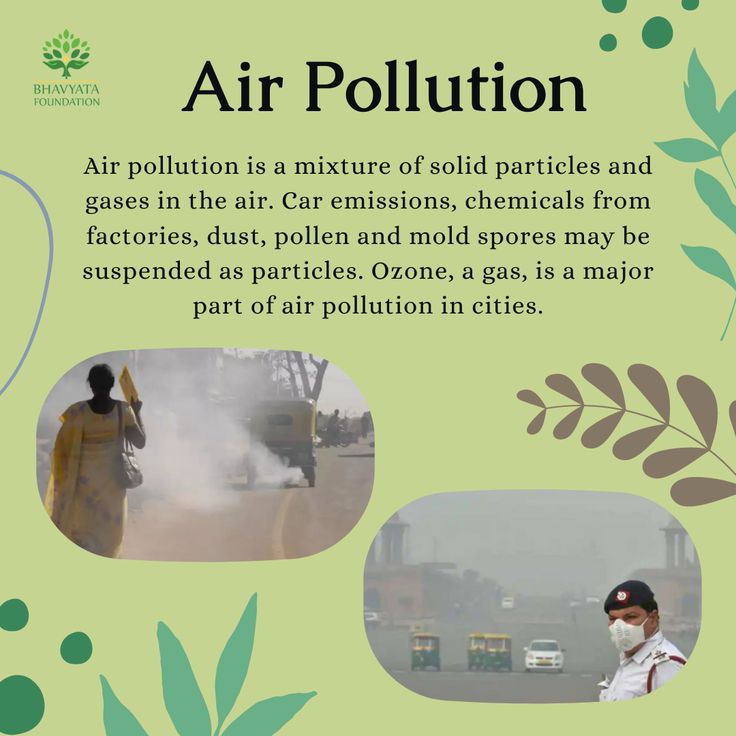 BHAVYATA
FOUNDATION
Air Pollution
Air pollution is a mixture of solid particles and
gases in the air. Car emissions, chemicals from
factories, dust, pollen and mold spores may be
suspended as particles. Ozone, a gas, is a major
part of air pollution in cities.